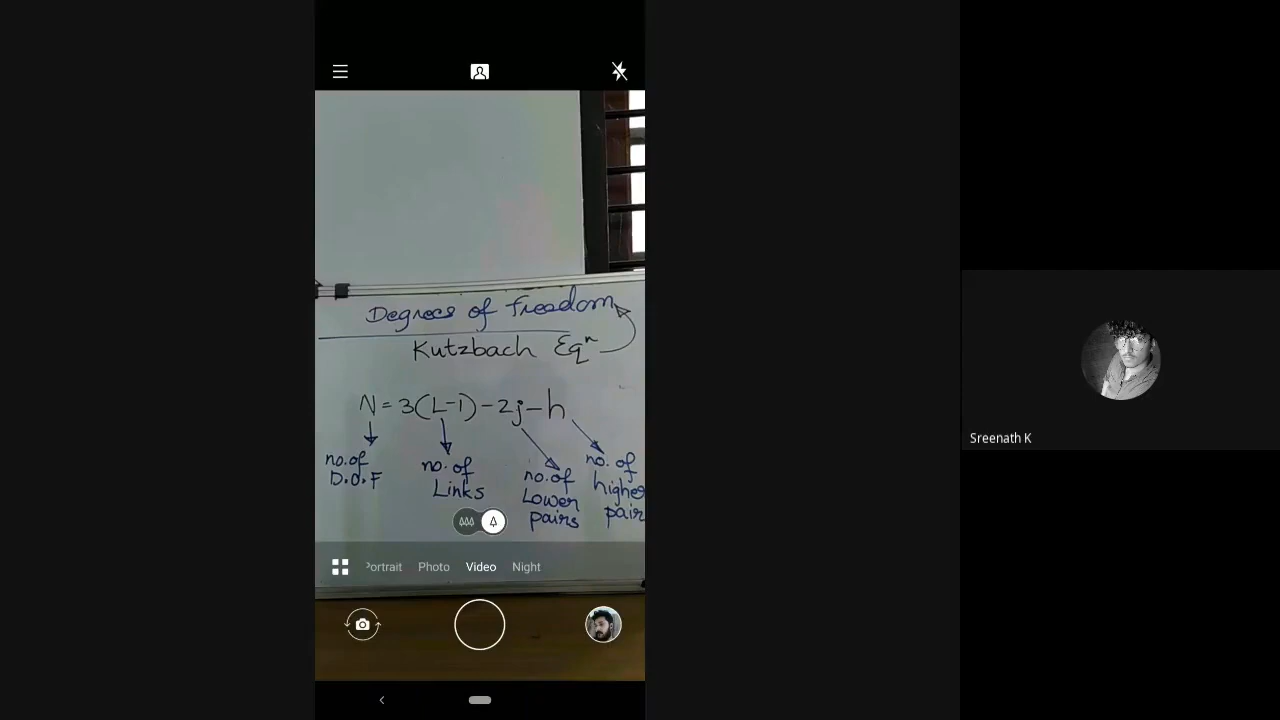 Degrees of freedom
Kutzbach Eqⁿ
N = 3(L-1) - 2j - h
no. of
D.O.F
no. of
Links
no. of
Lower
pairs
no. of
higher
pair
Portrait Photo Video Night
Sreenath K